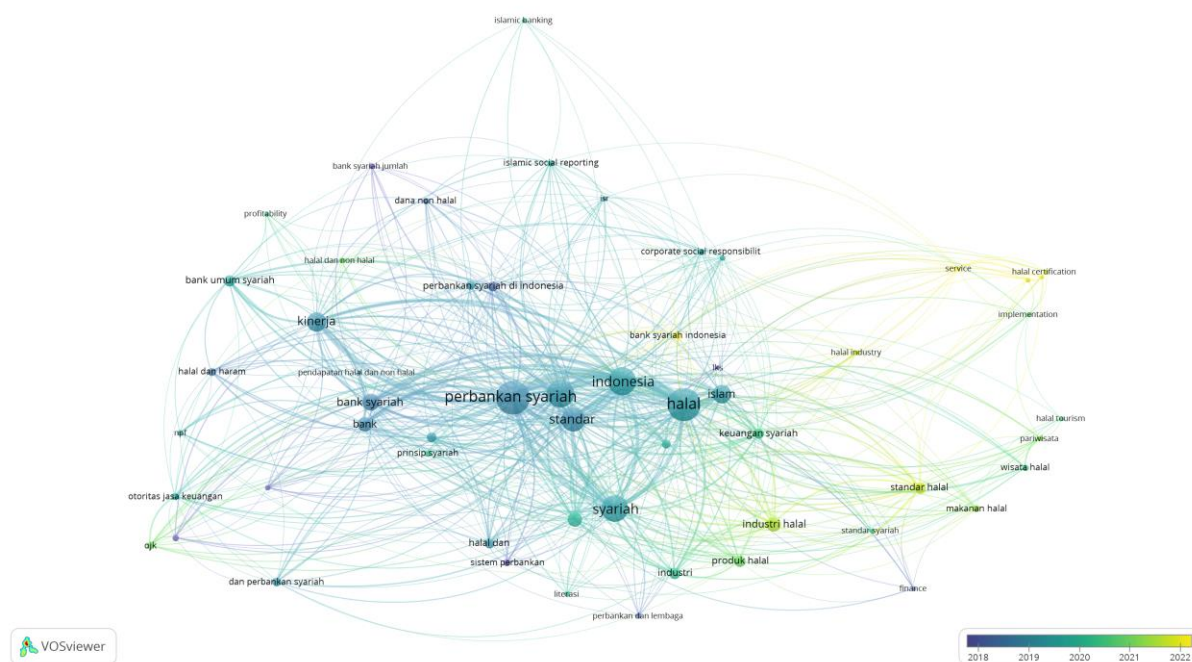 islamic banking
bank syariah jumlah
islamic social reporting
dana non halal
isr
profitability
corporate social responsibilit
halal dan non halal
bank umum syariah
perbankan syariah di indonesia
service
halal certification
implementation
kinerja
bank syariah indonesia
halal industry
halal dan haram
pendapatan halal dan non halal
lks
indonesia
perbankan syariah
halal
islam
bank syariah
standar
bank
keuangan syariah
halal tourism
npf
pariwisata
prinsip syariah
wisata halal
otoritas jasa keuangan
standar halal
syariah
makanan halal
industri halal
standar syariah
ojk
halal dan
sistem perbankan
produk halal
industri
dan perbankan syariah
literasi
finance
perbankan dan lembaga
VOSviewer
2018 2019 2020 2021 2022